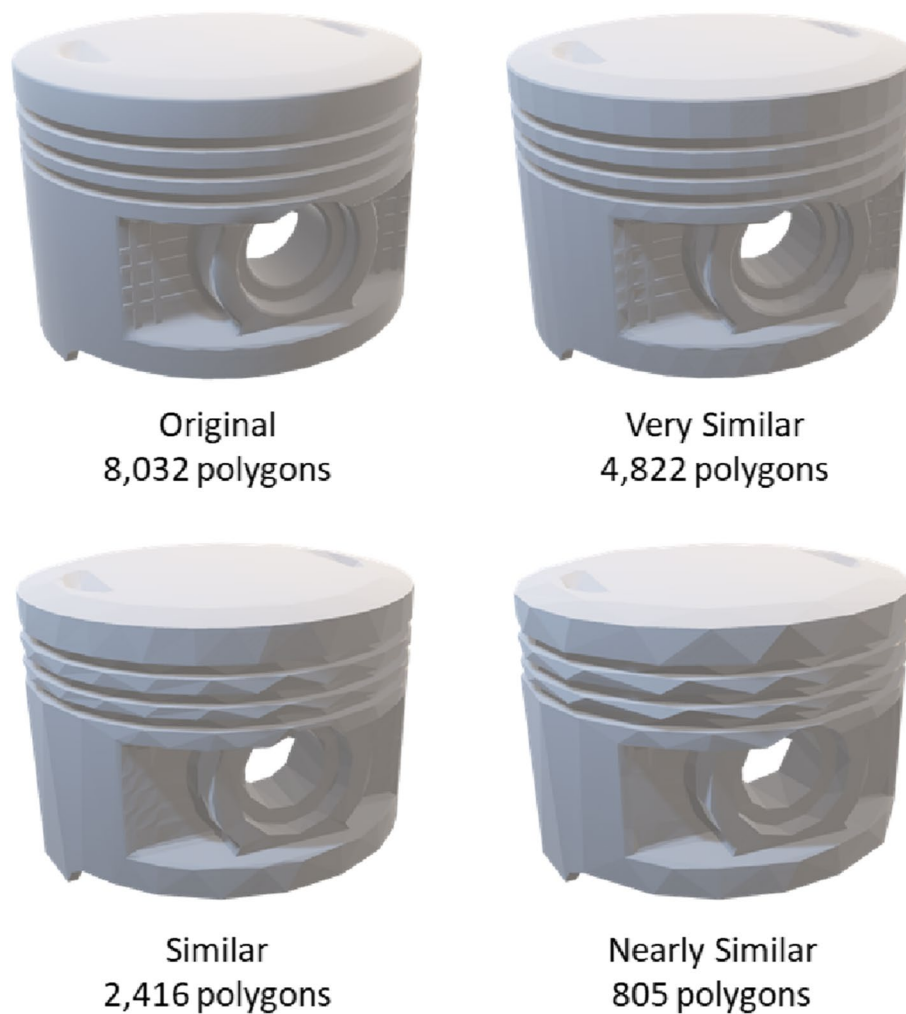 Original
8,032 polygons
Very Similar
4,822 polygons
Similar
2,416 polygons
Nearly Similar
805 polygons